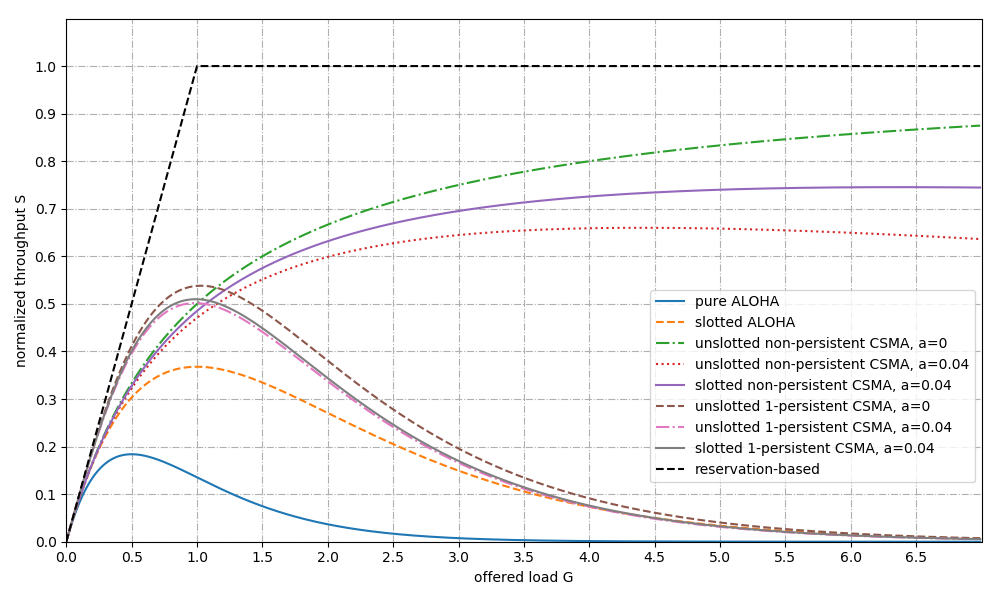 normalized throughput S
1.0
0.9
0.8
0.7
0.6
0.5
0.4
0.3
0.2
0.1
0.0
pure ALOHA
slotted ALOHA
unslotted non-persistent CSMA, a=0
unslotted non-persistent CSMA, a=0.04
slotted non-persistent CSMA, a=0.04
unslotted 1-persistent CSMA, a=0
unslotted 1-persistent CSMA, a=0.04
slotted 1-persistent CSMA, a=0.04
reservation-based
0.0 0.5 1.0 1.5 2.0 2.5 3.0 3.5 4.0 4.5 5.0 5.5 6.0 6.5
offered load G